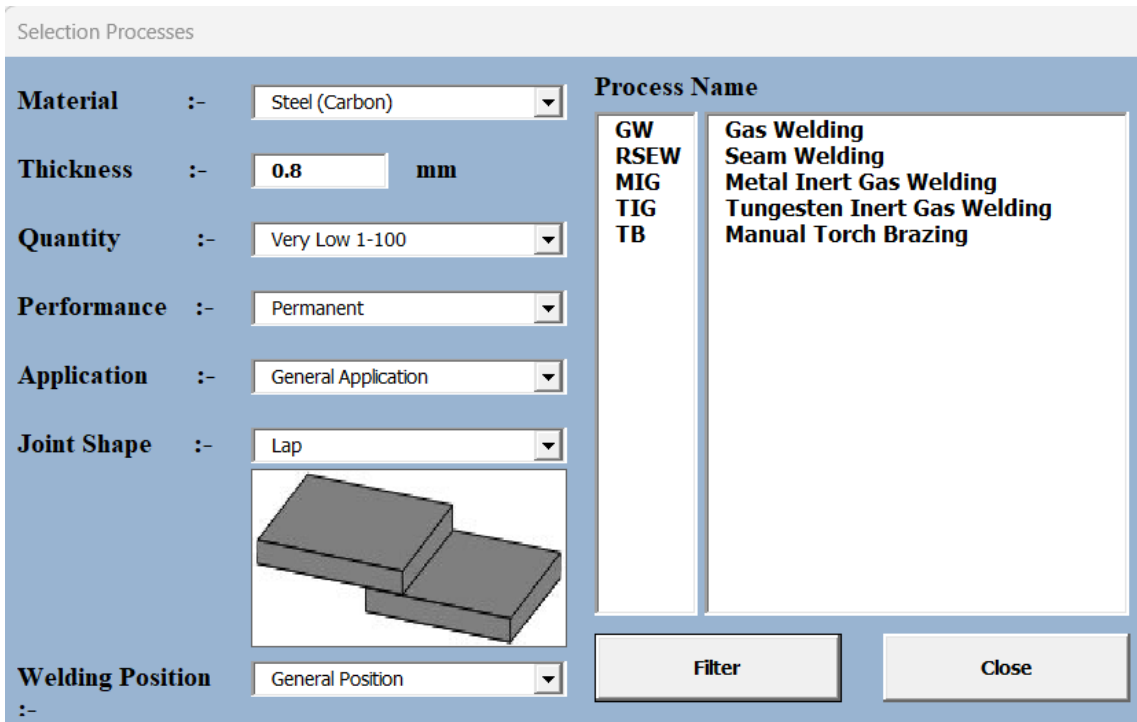 Selection Processes
Material :- Steel (Carbon)
Thickness :- 0.8 mm
Quantity :- Very Low 1-100
Performance :- Permanent
Application :- General Application
Joint Shape :- Lap
Welding Position :- General Position
Process Name
GW Gas Welding
RSEW Seam Welding
MIG Metal Inert Gas Welding
TIG Tungesten Inert Gas Welding
TB Manual Torch Brazing
Filter Close